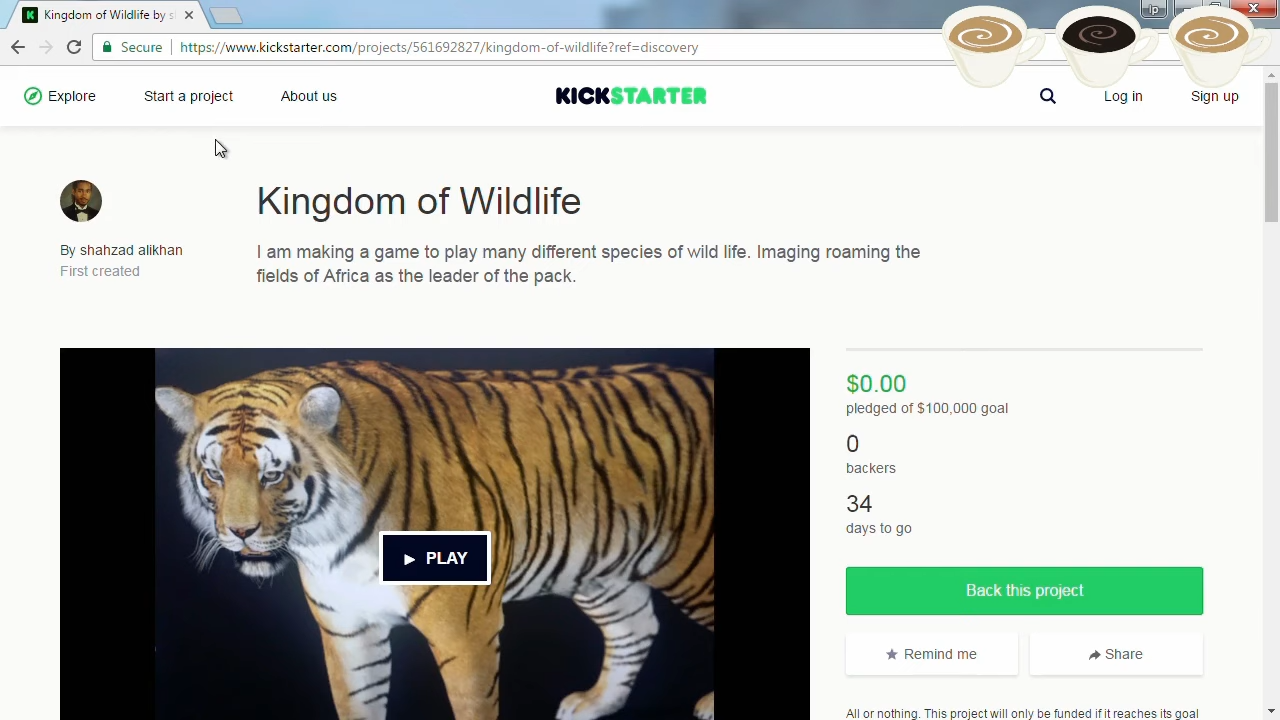 Kingdom of Wildlife by s
lp
Secure
https://www.kickstarter.com/projects/561692827/kingdom-of-wildlife?ref=discovery
Explore
Start a project
About us
KICKSTARTER
Log in
Sign up
Kingdom of Wildlife
By shahzad alikhan
First created
I am making a game to play many different species of wild life. Imaging roaming the
fields of Africa as the leader of the pack.
PLAY
$0.00
pledged of $100,000 goal
0
backers
34
days to go
Back this project
Remind me
Share
All or nothing. This project will only be funded if it reaches its goal